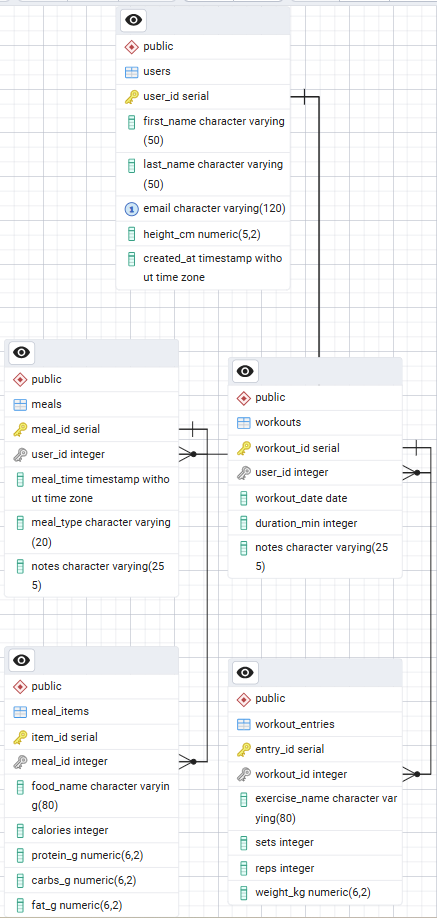 public
users
user_id serial
first_name character varying
(50)
last_name character varying
(50)
1
email character varying(120)
height_cm numeric(5,2)
created_at timestamp witho
ut time zone
public
meals
meal_id serial
user_id integer
meal_time timestamp witho
ut time zone
meal_type character varying
(20)
notes character varying(25
5)
public
workouts
workout_id serial
user_id integer
workout_date date
duration_min integer
notes character varying(25
5)
public
meal_items
item_id serial
meal_id integer
food_name character varyin
g(80)
calories integer
protein_g numeric(6,2)
carbs_g numeric(6,2)
fat_g numeric(6,2)
public
workout_entries
entry_id serial
workout_id integer
exercise_name character var
ying(80)
sets integer
reps integer
weight_kg numeric(6,2)